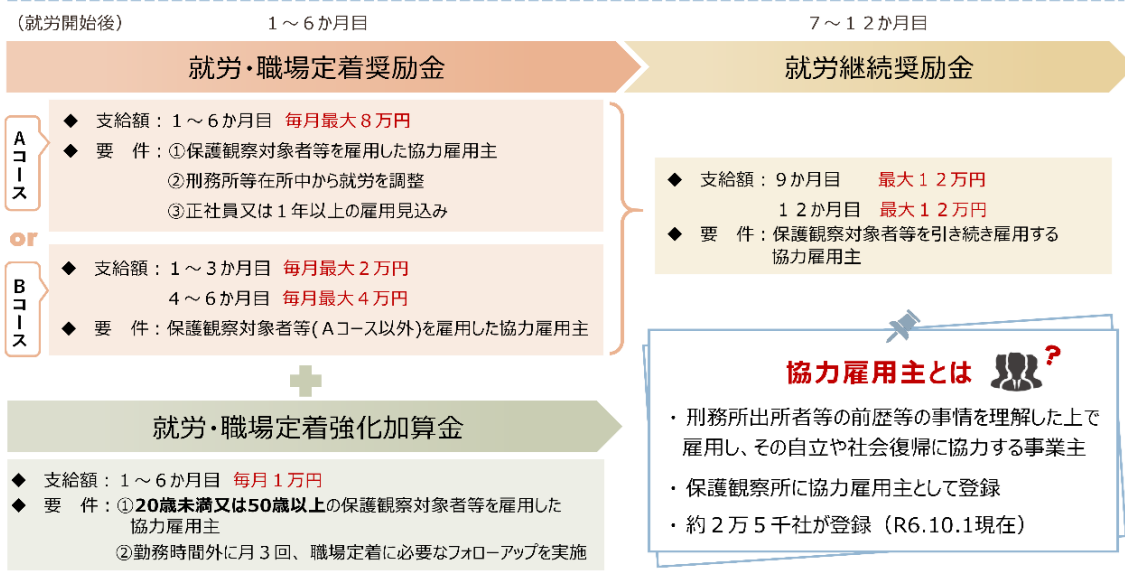 （就労開始後）
１～６か月目
７～１２か月目
就労・職場定着奨励金
就労継続奨励金
Aコース
◆ 支給額：１～６か月目 毎月最大８万円
◆ 要　件：①保護観察対象者等を雇用した協力雇用主
②刑務所等在所中から就労を調整
③正社員又は１年以上の雇用見込み
or
Bコース
◆ 支給額：１～３か月目 毎月最大２万円
４～６か月目 毎月最大４万円
◆ 要　件：保護観察対象者等(Ａコース以外)を雇用した協力雇用主
就労・職場定着強化加算金
◆ 支給額：１～６か月目 毎月１万円
◆ 要　件：①20歳未満又は50歳以上の保護観察対象者等を雇用した
協力雇用主
②勤務時間外に月３回、職場定着に必要なフォローアップを実施
◆ 支給額：９か月目 最大１２万円
１２か月目 最大１２万円
◆ 要　件：保護観察対象者等を引き続き雇用する
協力雇用主
協力雇用主とは ?
・刑務所出所者等の前歴等の事情を理解した上で
雇用し、その自立や社会復帰に協力する事業主
・保護観察所に協力雇用主として登録
・約２万５千社が登録（R6.10.1現在）